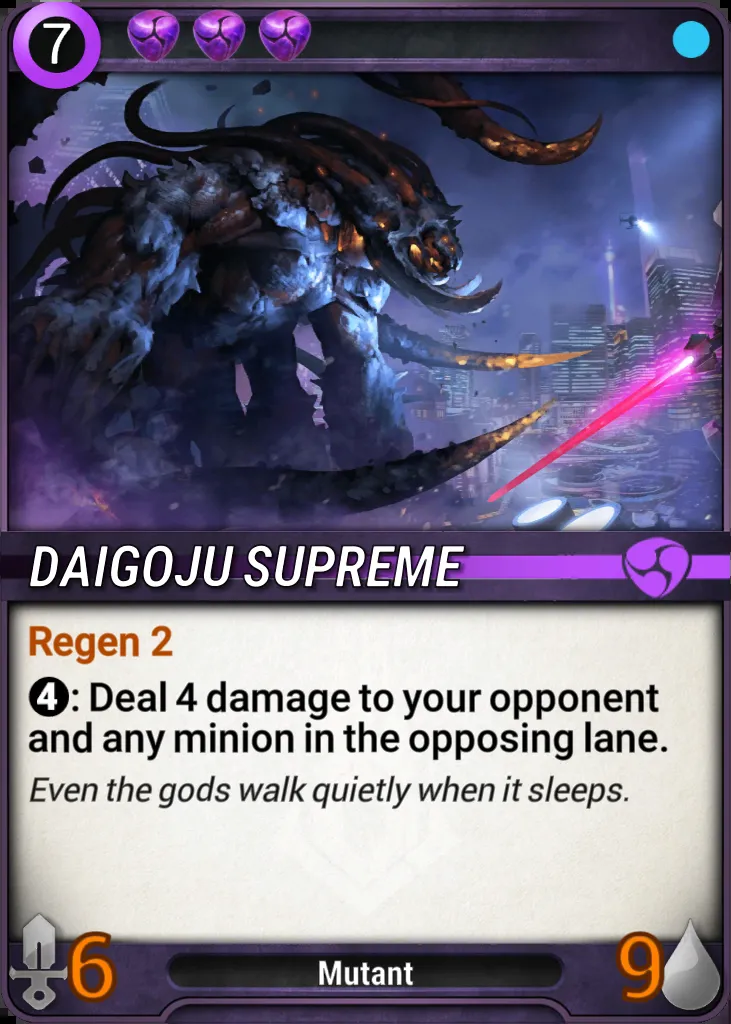 7
DAIGOJU SUPREME
Regen 2
4: Deal 4 damage to your opponent
and any minion in the opposing lane.
Even the gods walk quietly when it sleeps.
6
Mutant
9